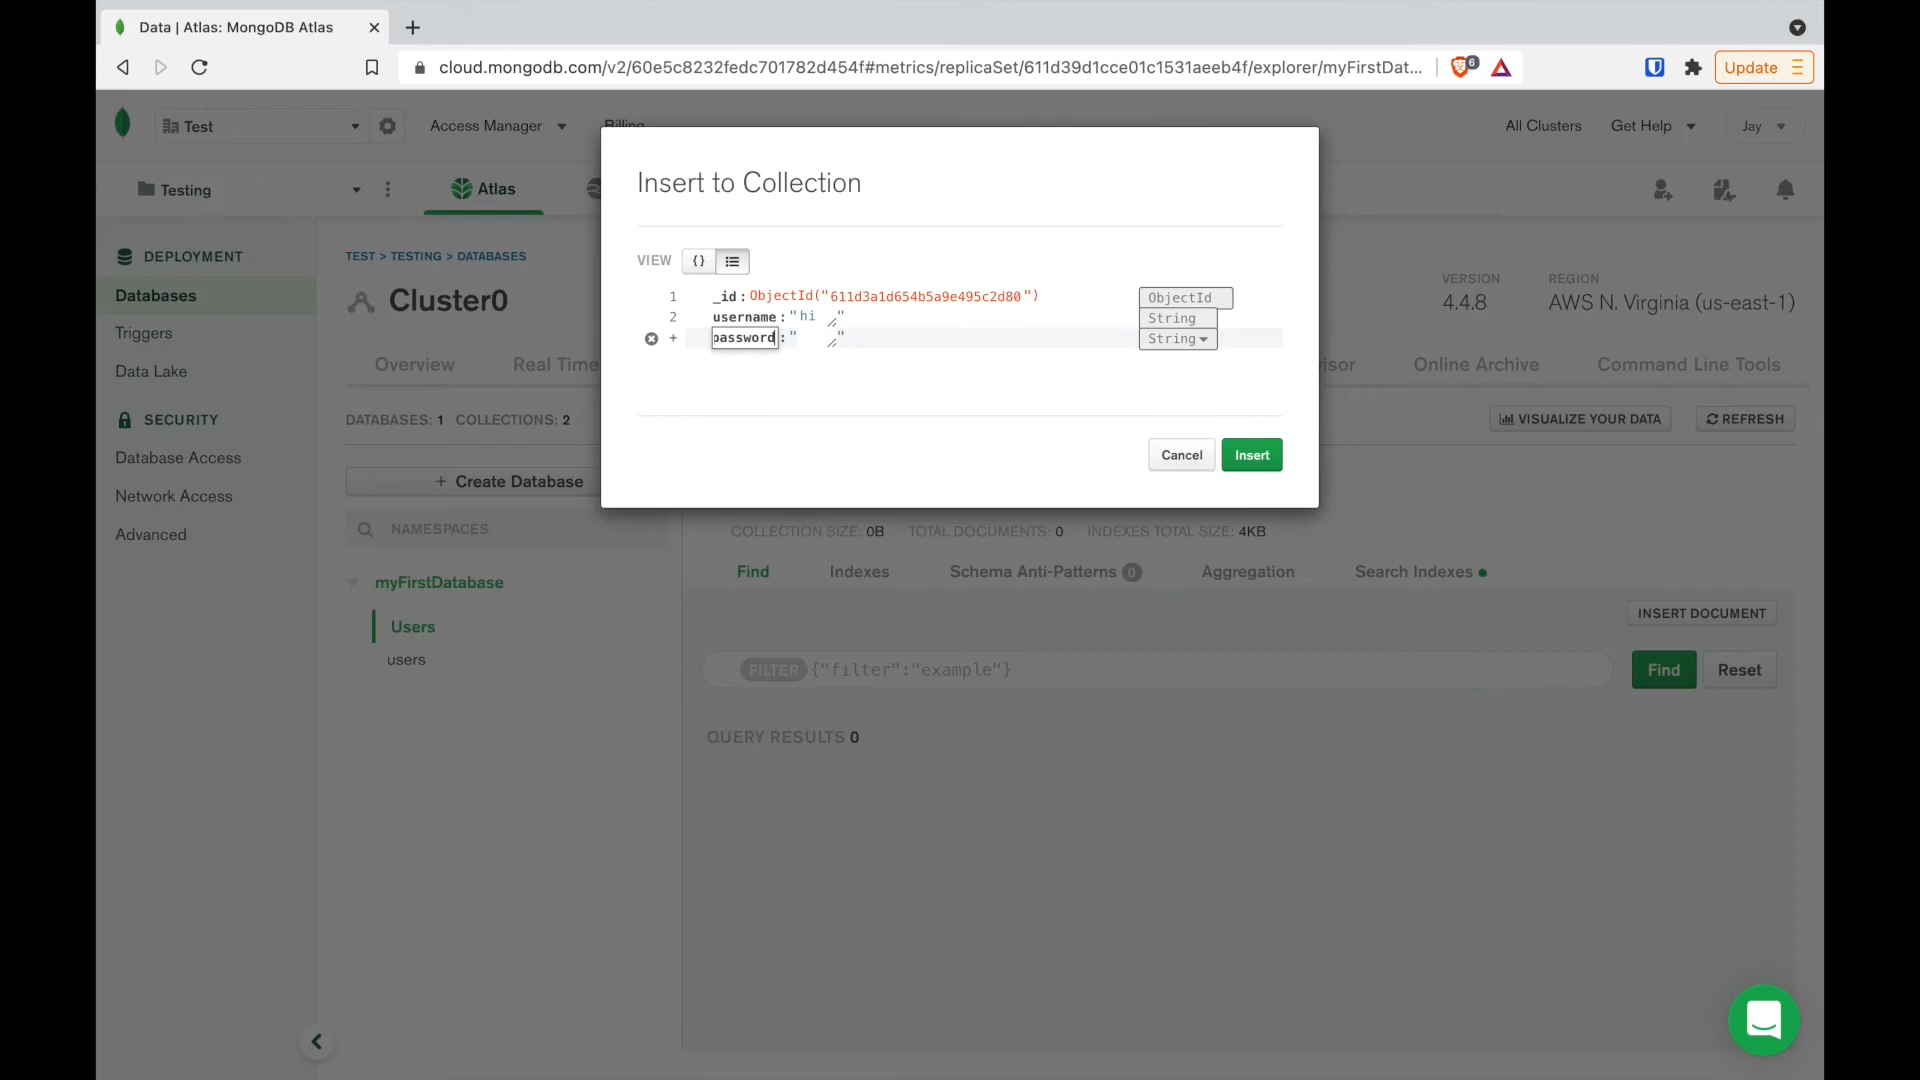 Data | Atlas: MongoDB Atlas
cloud.mongodb.com/v2/60e5c8232fedc701782d454f#metrics/replicaSet/611d39d1cce01c1531aeeb4f/explorer/myFirstDat...
6
Update
Test
Access Manager
Billing
All Clusters
Get Help
Jay
Testing
Atlas
DEPLOYMENT
Databases
Triggers
Data Lake
SECURITY
Database Access
Network Access
Advanced
TEST > TESTING > DATABASES
Cluster0
VERSION
4.4.8
REGION
AWS N. Virginia (us-east-1)
Overview
Real Time
isor
Online Archive
Command Line Tools
DATABASES: 1 COLLECTIONS: 2
VISUALIZE YOUR DATA
REFRESH
+ Create Database
NAMESPACES
myFirstDatabase
Users
users
Insert to Collection
VIEW {}
1 _id:ObjectId("611d3a1d654b5a9e495c2d80") ObjectId
2 username:"hi " String
+ password:" " String
Cancel
Insert
COLLECTION SIZE: 0B TOTAL DOCUMENTS: 0 INDEXES TOTAL SIZE: 4KB
Find
Indexes
Schema Anti-Patterns 0
Aggregation
Search Indexes
INSERT DOCUMENT
FILTER {"filter":"example"}
Find
Reset
QUERY RESULTS 0